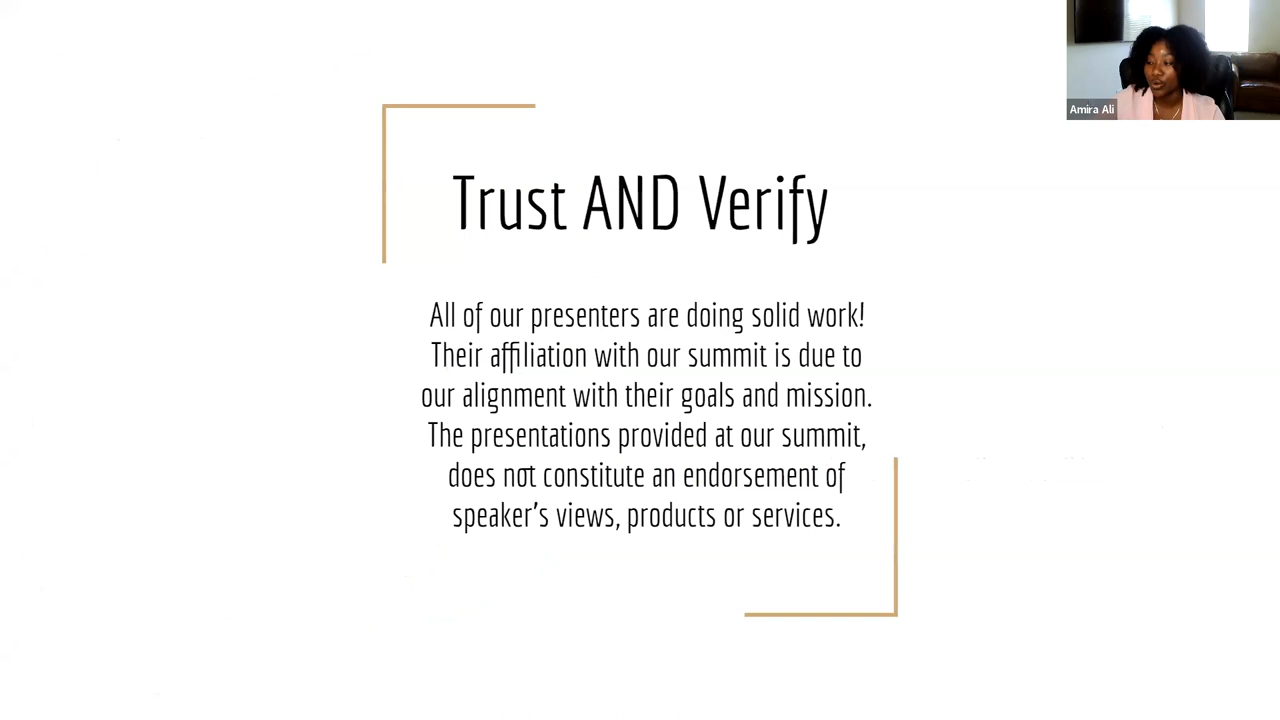 Amira Ali
Trust AND Verify
All of our presenters are doing solid work!
Their affiliation with our summit is due to
our alignment with their goals and mission.
The presentations provided at our summit,
does not constitute an endorsement of
speaker's views, products or services.